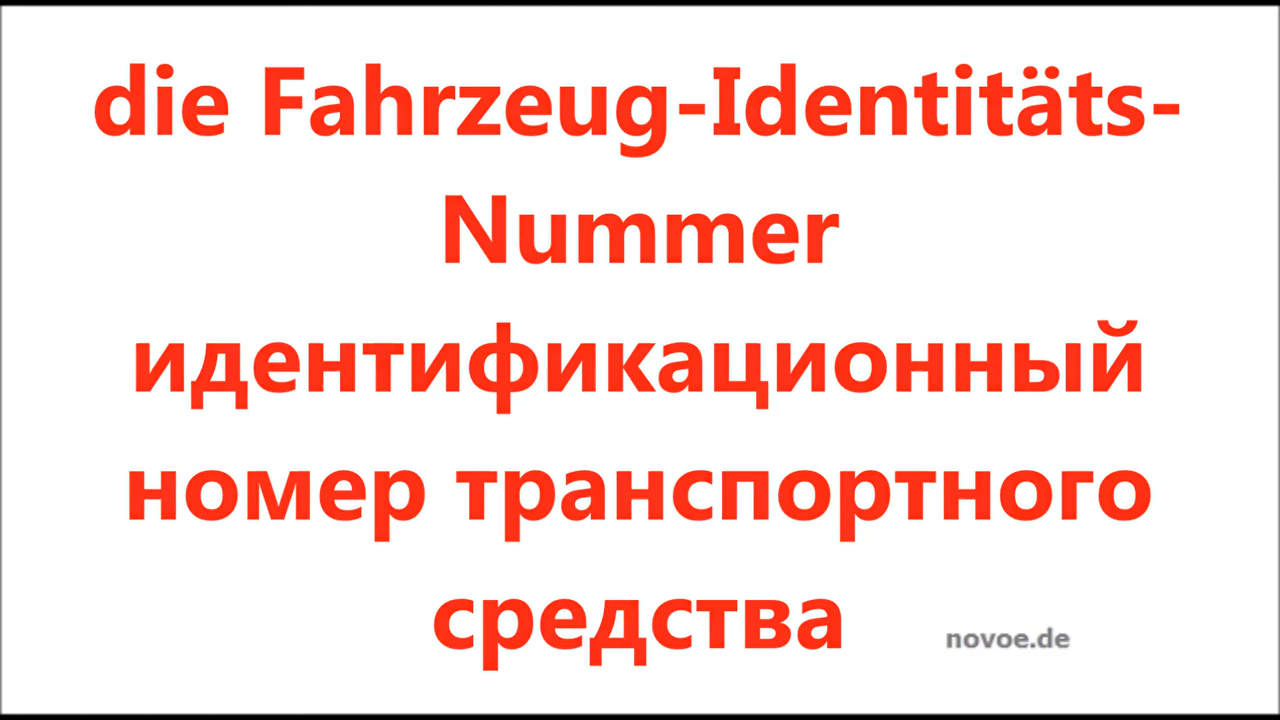 die Fahrzeug-Identitäts-
Nummer
идентификационный
номер транспортного
средства
novoe.de